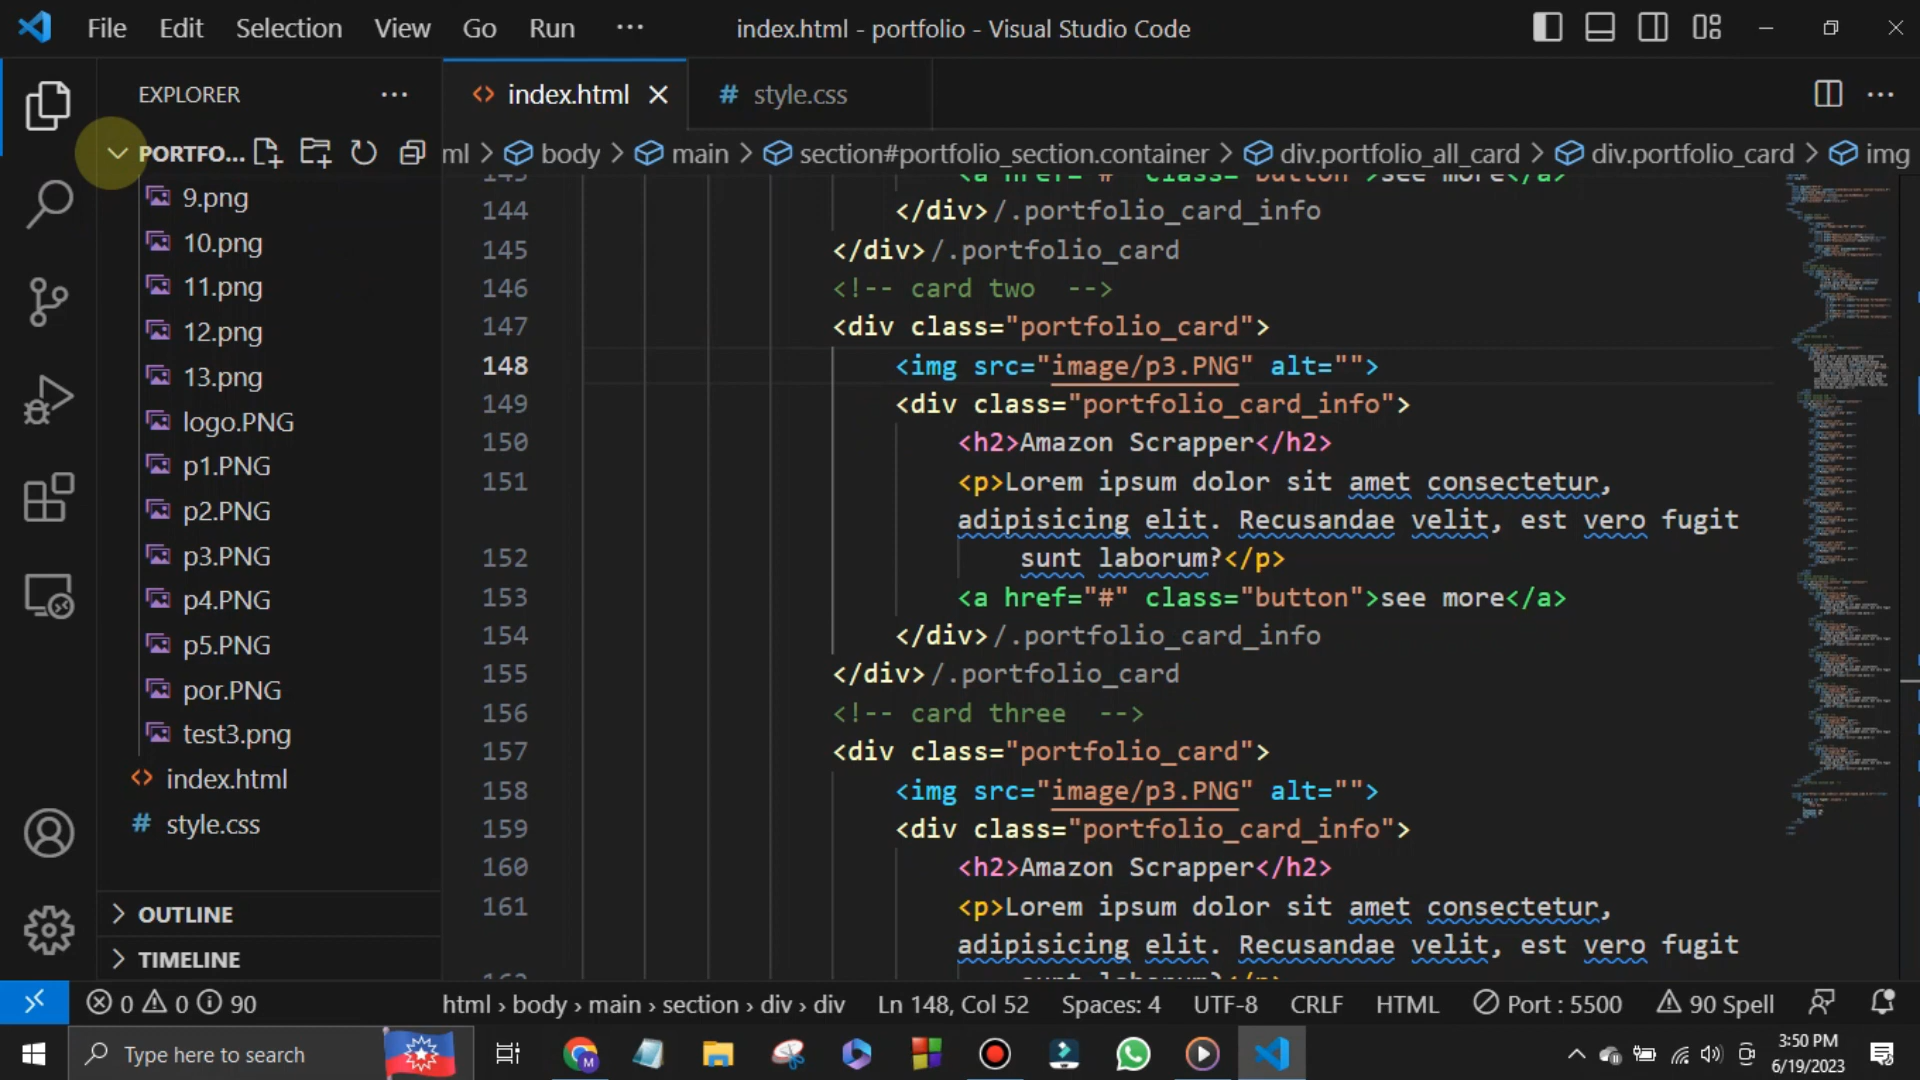 File Edit Selection View Go Run ··· index.html - portfolio - Visual Studio Code
EXPLORER ···
index.html
# style.css
PORTFO...
ml > body > main > section#portfolio_section.container > div.portfolio_all_card > div.portfolio_card > img
9.png
10.png
11.png
12.png
13.png
logo.PNG
p1.PNG
p2.PNG
p3.PNG
p4.PNG
p5.PNG
por.PNG
test3.png
<> index.html
# style.css
OUTLINE
TIMELINE
143 <a href="#" class="button">see more</a>
144 </div>/.portfolio_card_info
145 </div>/.portfolio_card
146 <!-- card two  -->
147 <div class="portfolio_card">
148 <img src="image/p3.PNG" alt="">
149 <div class="portfolio_card_info">
150 <h2>Amazon Scrapper</h2>
151 <p>Lorem ipsum dolor sit amet consectetur,
adipisicing elit. Recusandae velit, est vero fugit
152 sunt laborum?</p>
153 <a href="#" class="button">see more</a>
154 </div>/.portfolio_card_info
155 </div>/.portfolio_card
156 <!-- card three  -->
157 <div class="portfolio_card">
158 <img src="image/p3.PNG" alt="">
159 <div class="portfolio_card_info">
160 <h2>Amazon Scrapper</h2>
161 <p>Lorem ipsum dolor sit amet consectetur,
adipisicing elit. Recusandae velit, est vero fugit
162 sunt laborum?</p>
0 0 90 html › body › main › section › div › div Ln 148, Col 52 Spaces: 4 UTF-8 CRLF HTML Port : 5500 90 Spell
Type here to search
3:50 PM
6/19/2023